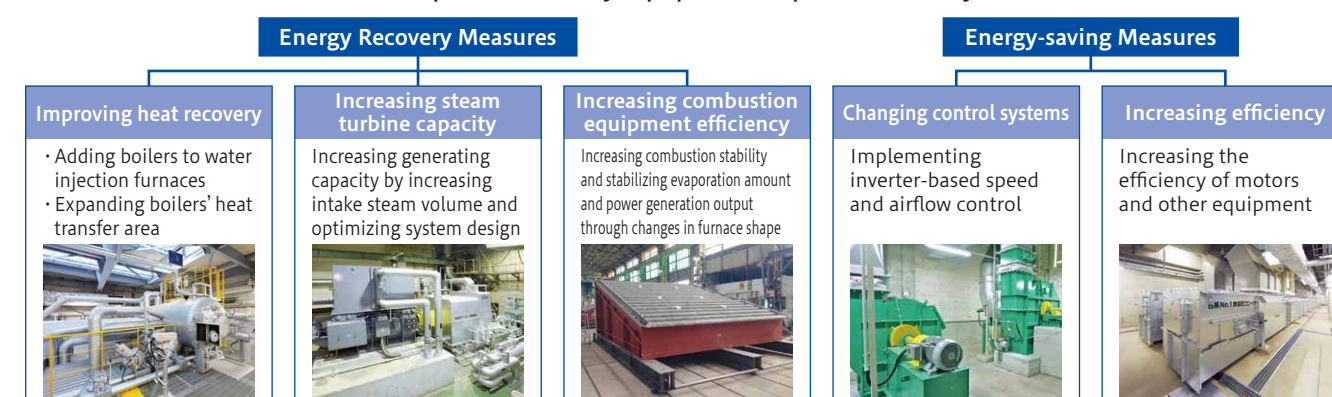 Energy Recovery Measures
Energy-saving Measures
Improving heat recovery
・Adding boilers to water
injection furnaces
・Expanding boilers' heat
transfer area
Increasing steam
turbine capacity
Increasing generating
capacity by increasing
intake steam volume and
optimizing system design
Increasing combustion
equipment efficiency
Increasing combustion stability
and stabilizing evaporation amount
and power generation output
through changes in furnace shape
Changing control systems
Implementing
inverter-based speed
and airflow control
Increasing efficiency
Increasing the
efficiency of motors
and other equipment